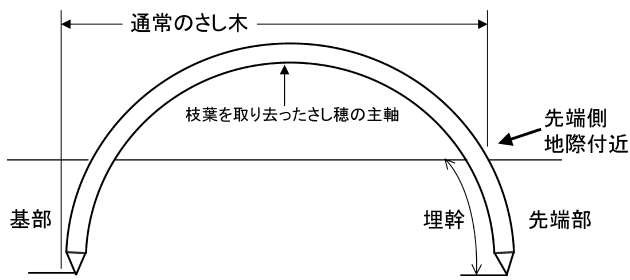 通常のさし木
枝葉を取り去ったさし穂の主軸
先端側
地際付近
基部
埋幹
先端部